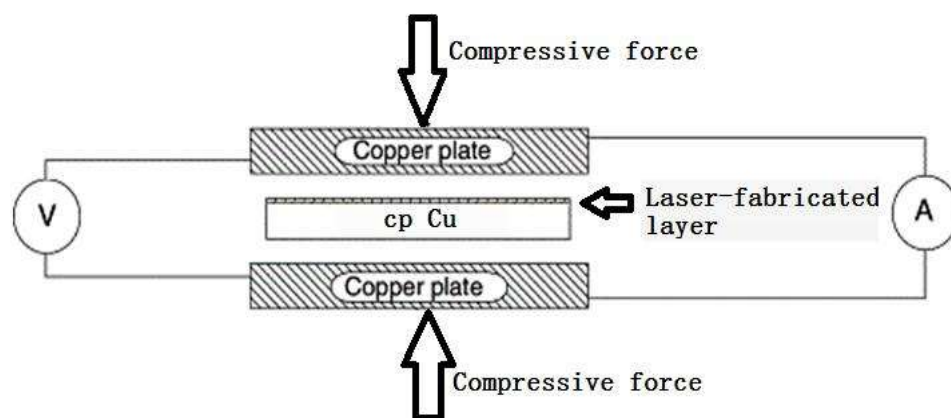 Compressive force
Copper plate
V
cp Cu
Laser-fabricated
layer
A
Copper plate
Compressive force